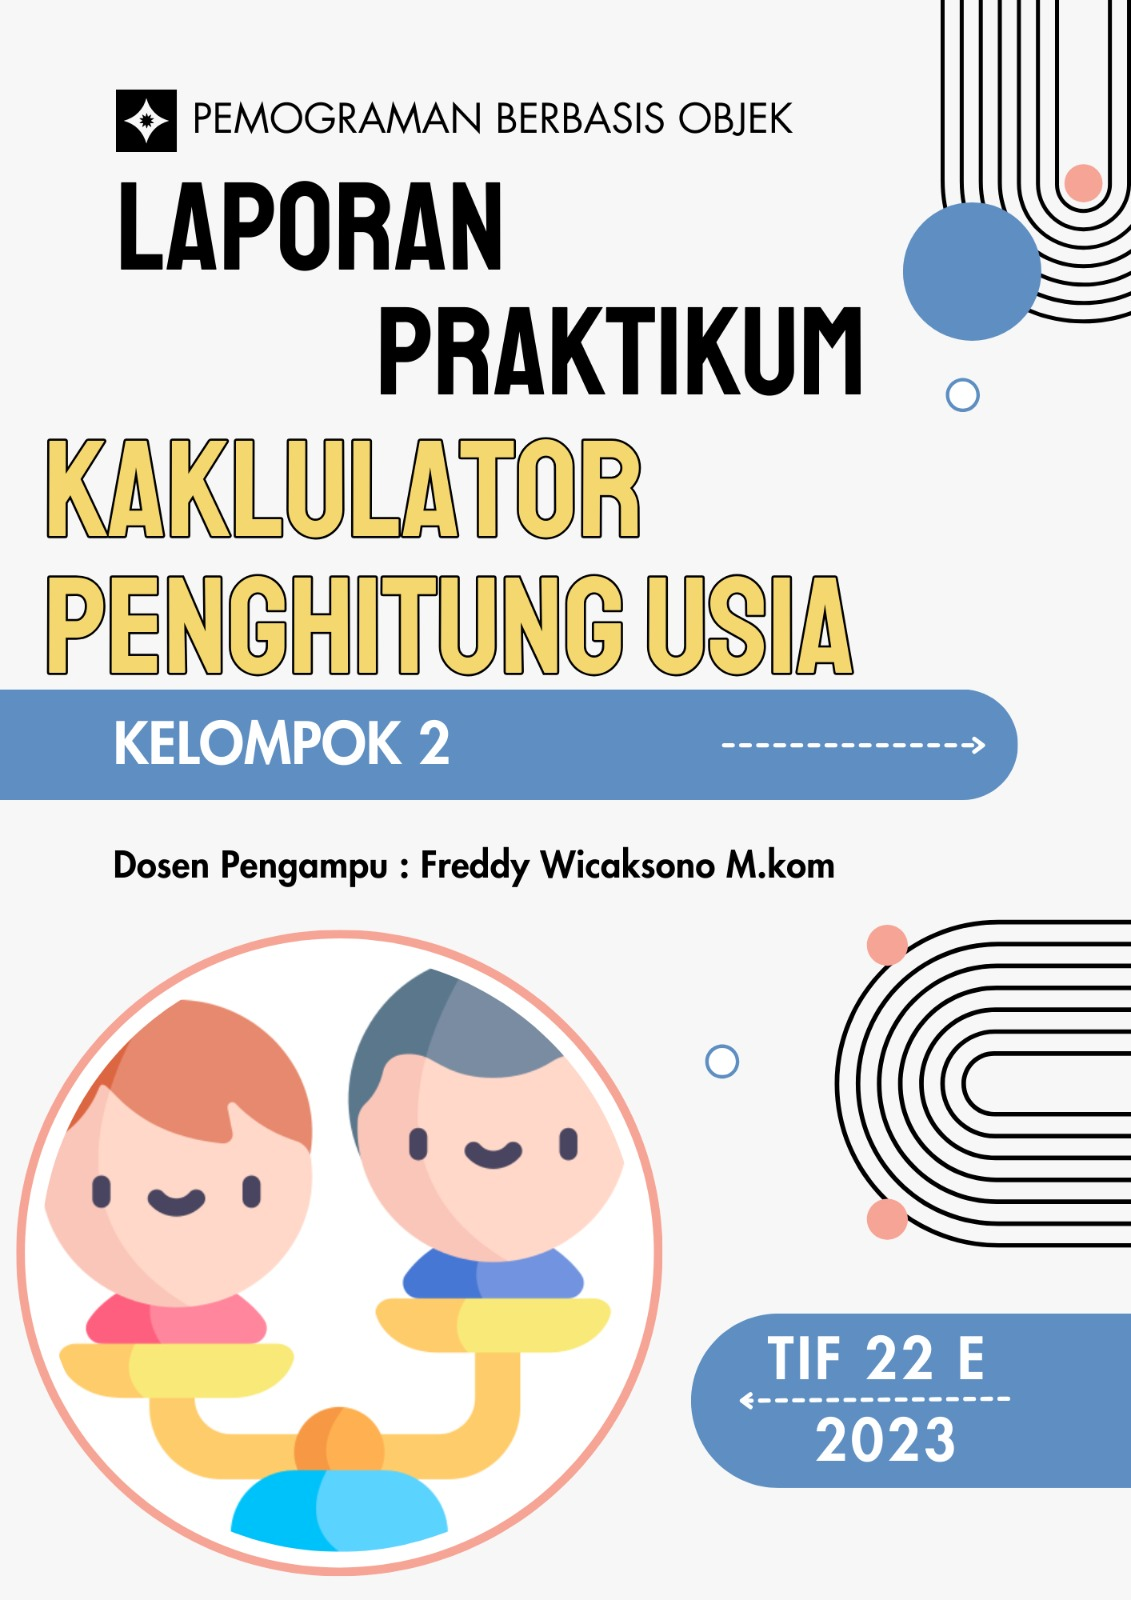 PEMOGRAMAN BERBASIS OBJEK
LAPORAN
PRAKTIKUM
KAKLULATOR
PENGHITUNG USIA
KELOMPOK 2
Dosen Pengampu : Freddy Wicaksono M.kom
TIF 22 E
2023